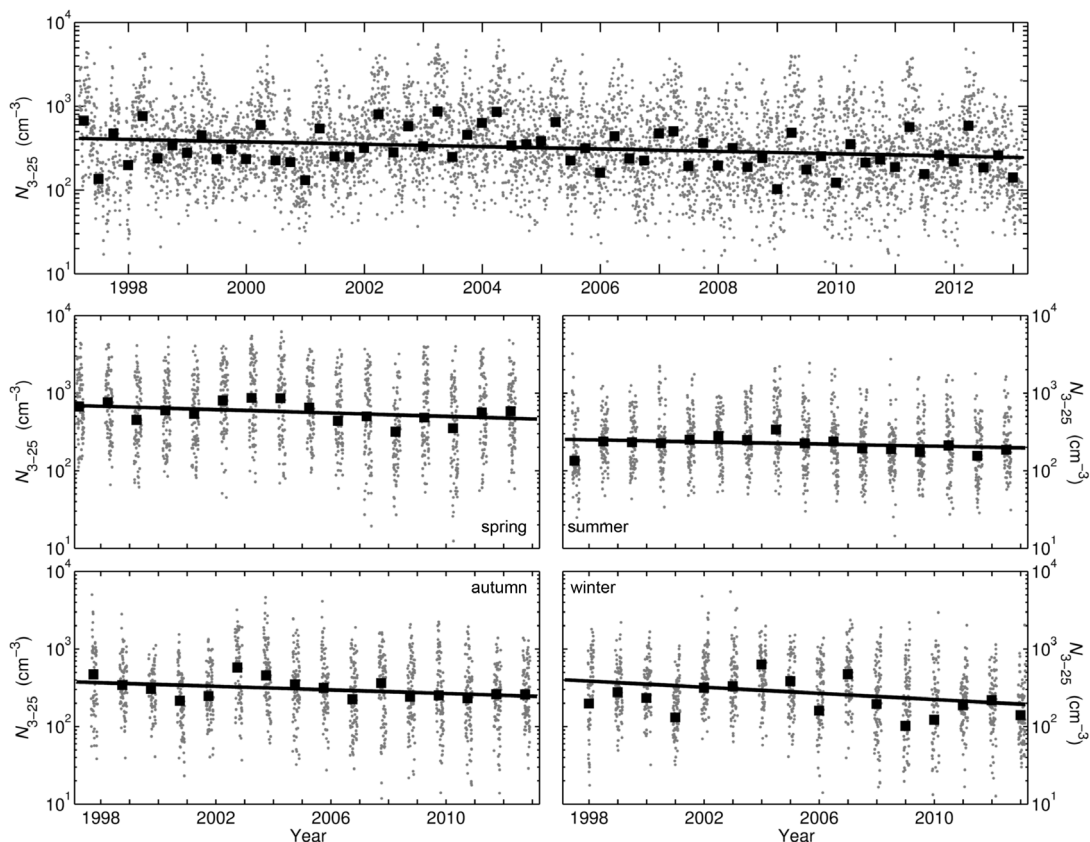 10⁴
10³
10²
10¹
N₃₋₂₅ (cm⁻³)
1998 2000 2002 2004 2006 2008 2010 2012
10⁴
10³
10²
10¹
N₃₋₂₅ (cm⁻³)
spring
summer
10⁴
10³
10²
10¹
N₃₋₂₅ (cm⁻³)
10⁴
10³
10²
10¹
N₃₋₂₅ (cm⁻³)
autumn
winter
10⁴
10³
10²
10¹
N₃₋₂₅ (cm⁻³)
1998 2002 2006 2010
1998 2002 2006 2010
Year
Year